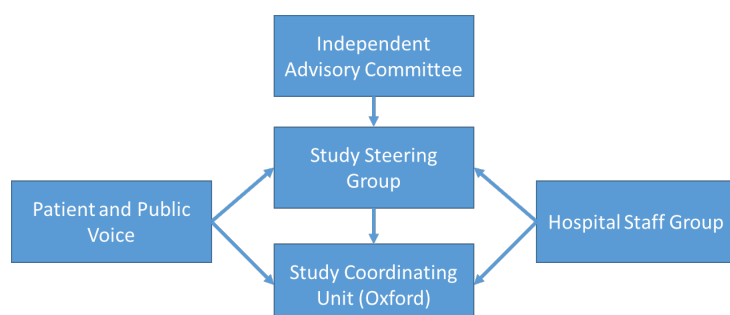 Independent
Advisory Committee
Study Steering
Group
Patient and Public
Voice
Hospital Staff Group
Study Coordinating
Unit (Oxford)